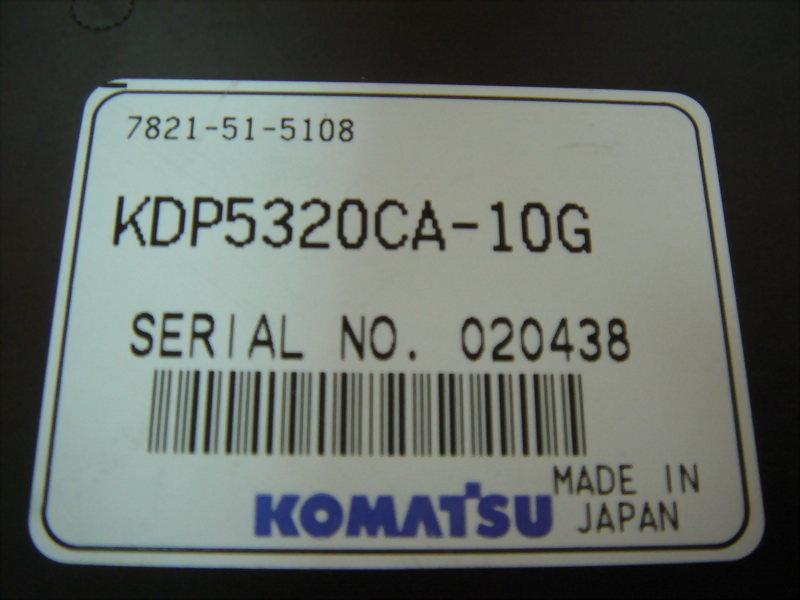 7821-51-5108
KDP5320CA-10G
SERIAL NO. 020438
MADE IN
KOMATSU JAPAN